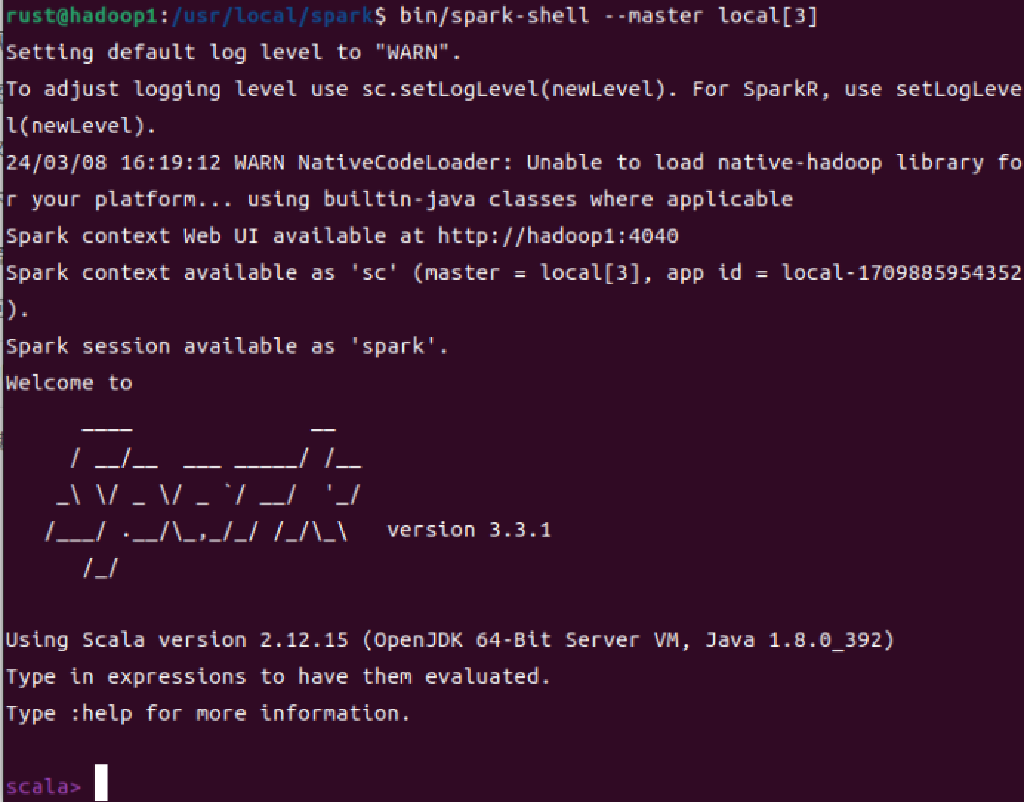 rust@hadoop1:/usr/local/spark$ bin/spark-shell --master local[3]
Setting default log level to "WARN".
To adjust logging level use sc.setLogLevel(newLevel). For SparkR, use setLogLeve
l(newLevel).
24/03/08 16:19:12 WARN NativeCodeLoader: Unable to load native-hadoop library fo
r your platform... using builtin-java classes where applicable
Spark context Web UI available at http://hadoop1:4040
Spark context available as 'sc' (master = local[3], app id = local-1709885954352
).
Spark session available as 'spark'.
Welcome to
      ____              __
     / __/__  ___ _____/ /__
    _\ \/ _ \/ _ `/ __/  '_/
   /___/ .__/\_,_/_/ /_/\_\   version 3.3.1
      /_/
Using Scala version 2.12.15 (OpenJDK 64-Bit Server VM, Java 1.8.0_392)
Type in expressions to have them evaluated.
Type :help for more information.
scala>